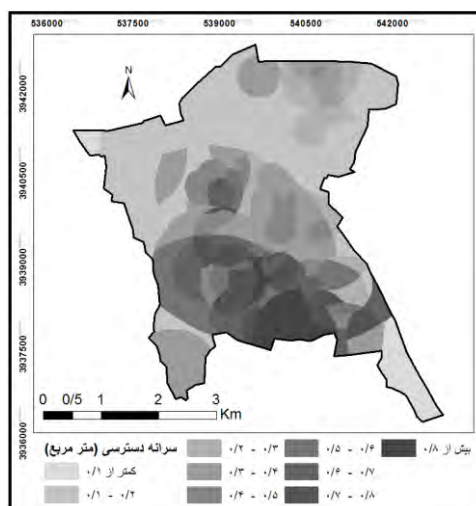 536000 537500 539000 540500 542000
3942000
3940500
3939000
3937500
3936000
N
0 0/5 1 2 3
Km
سرانه دسترسی (متر مربع) ۰/۲ - ۰/۳ ۰/۵ - ۰/۶ بیش از ۰/۸
کمتر از ۰/۱ ۰/۳ - ۰/۴ ۰/۶ - ۰/۷
۰/۱ - ۰/۲ ۰/۴ - ۰/۵ ۰/۷ - ۰/۸